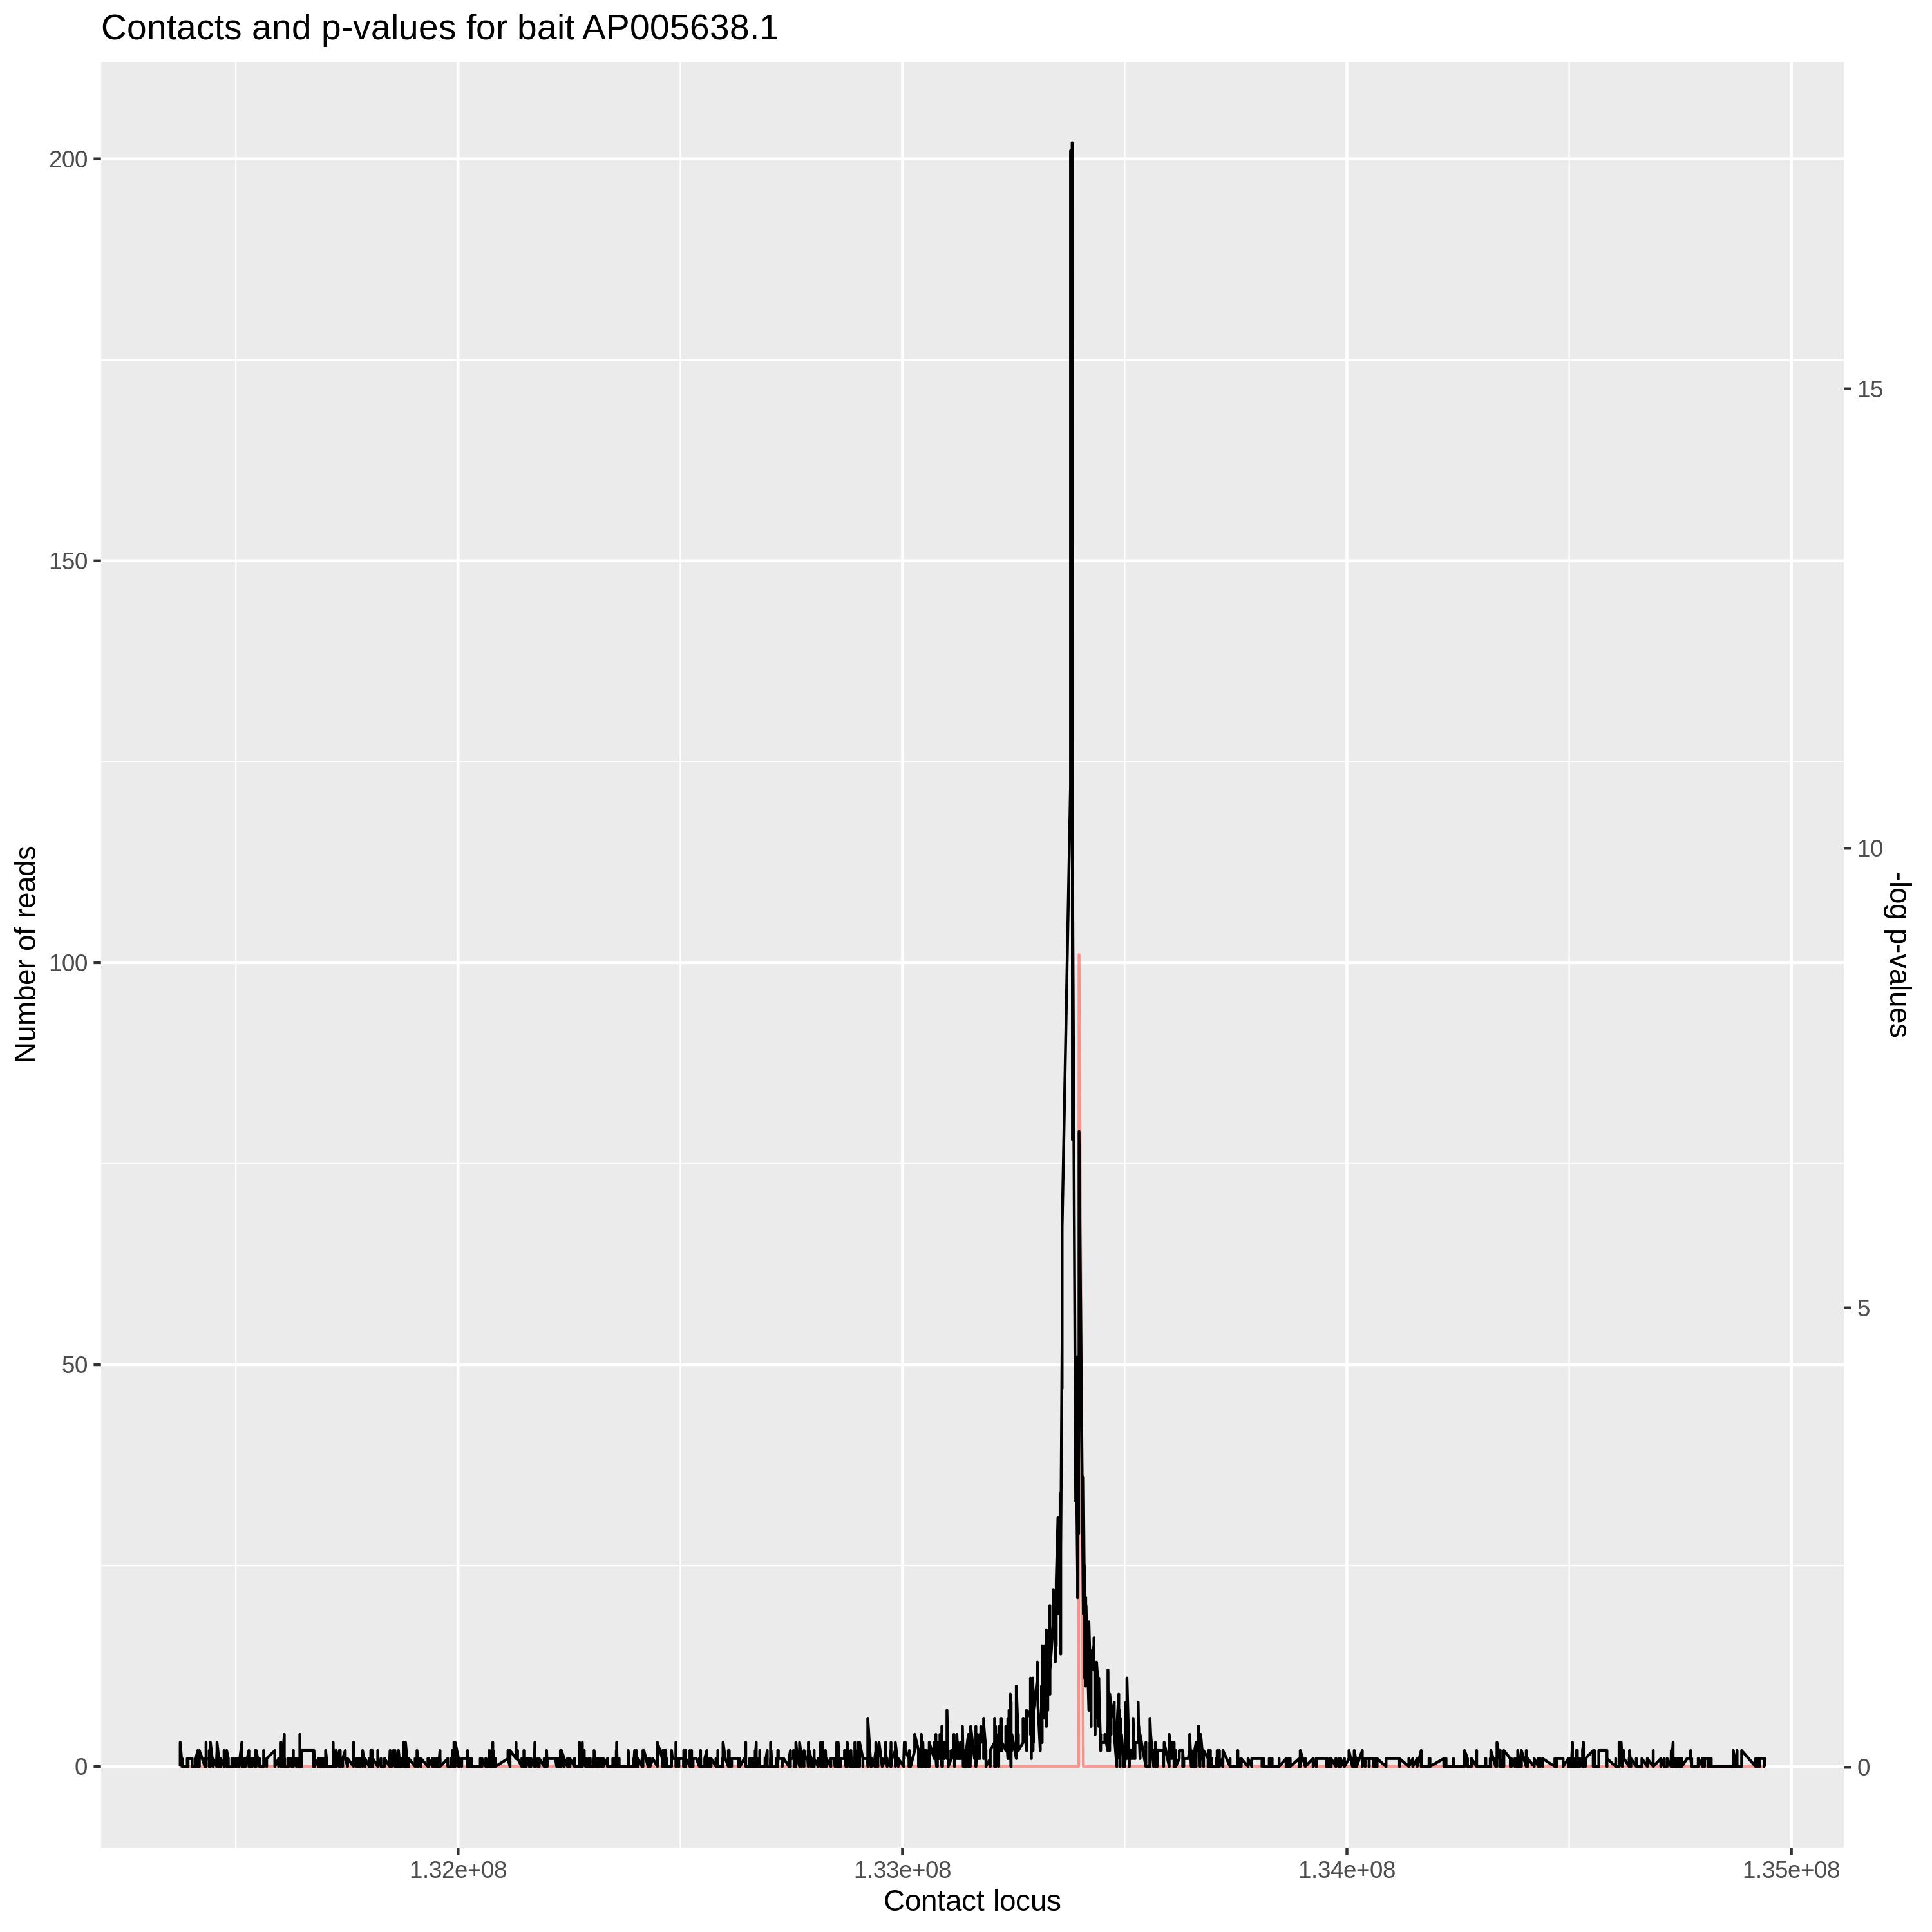 Contacts and p-values for bait AP005638.1
200
150
100
50
0
Number of reads
15
10
5
0
-log p-values
1.32e+08
1.33e+08
1.34e+08
1.35e+08
Contact locus